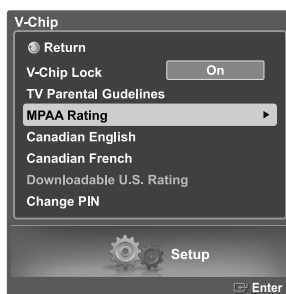 V-Chip
Return
V-Chip Lock On
TV Parental Gudelines
MPAA Rating
Canadian English
Canadian French
Downloadable U.S. Rating
Change PIN
Setup
Enter